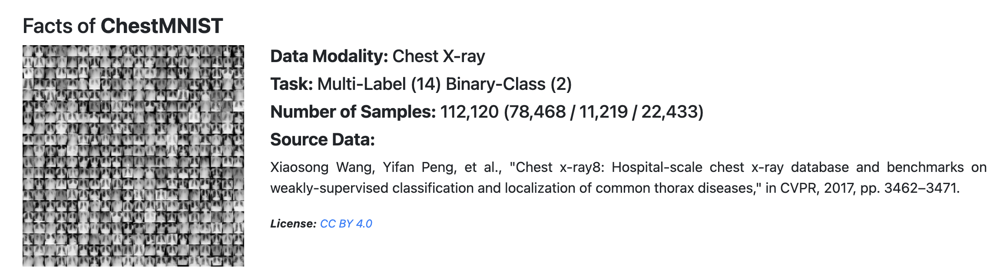 Facts of ChestMNIST
Data Modality: Chest X-ray
Task: Multi-Label (14) Binary-Class (2)
Number of Samples: 112,120 (78,468 / 11,219 / 22,433)
Source Data:
Xiaosong Wang, Yifan Peng, et al., "Chest x-ray8: Hospital-scale chest x-ray database and benchmarks on
weakly-supervised classification and localization of common thorax diseases," in CVPR, 2017, pp. 3462–3471.
License: CC BY 4.0